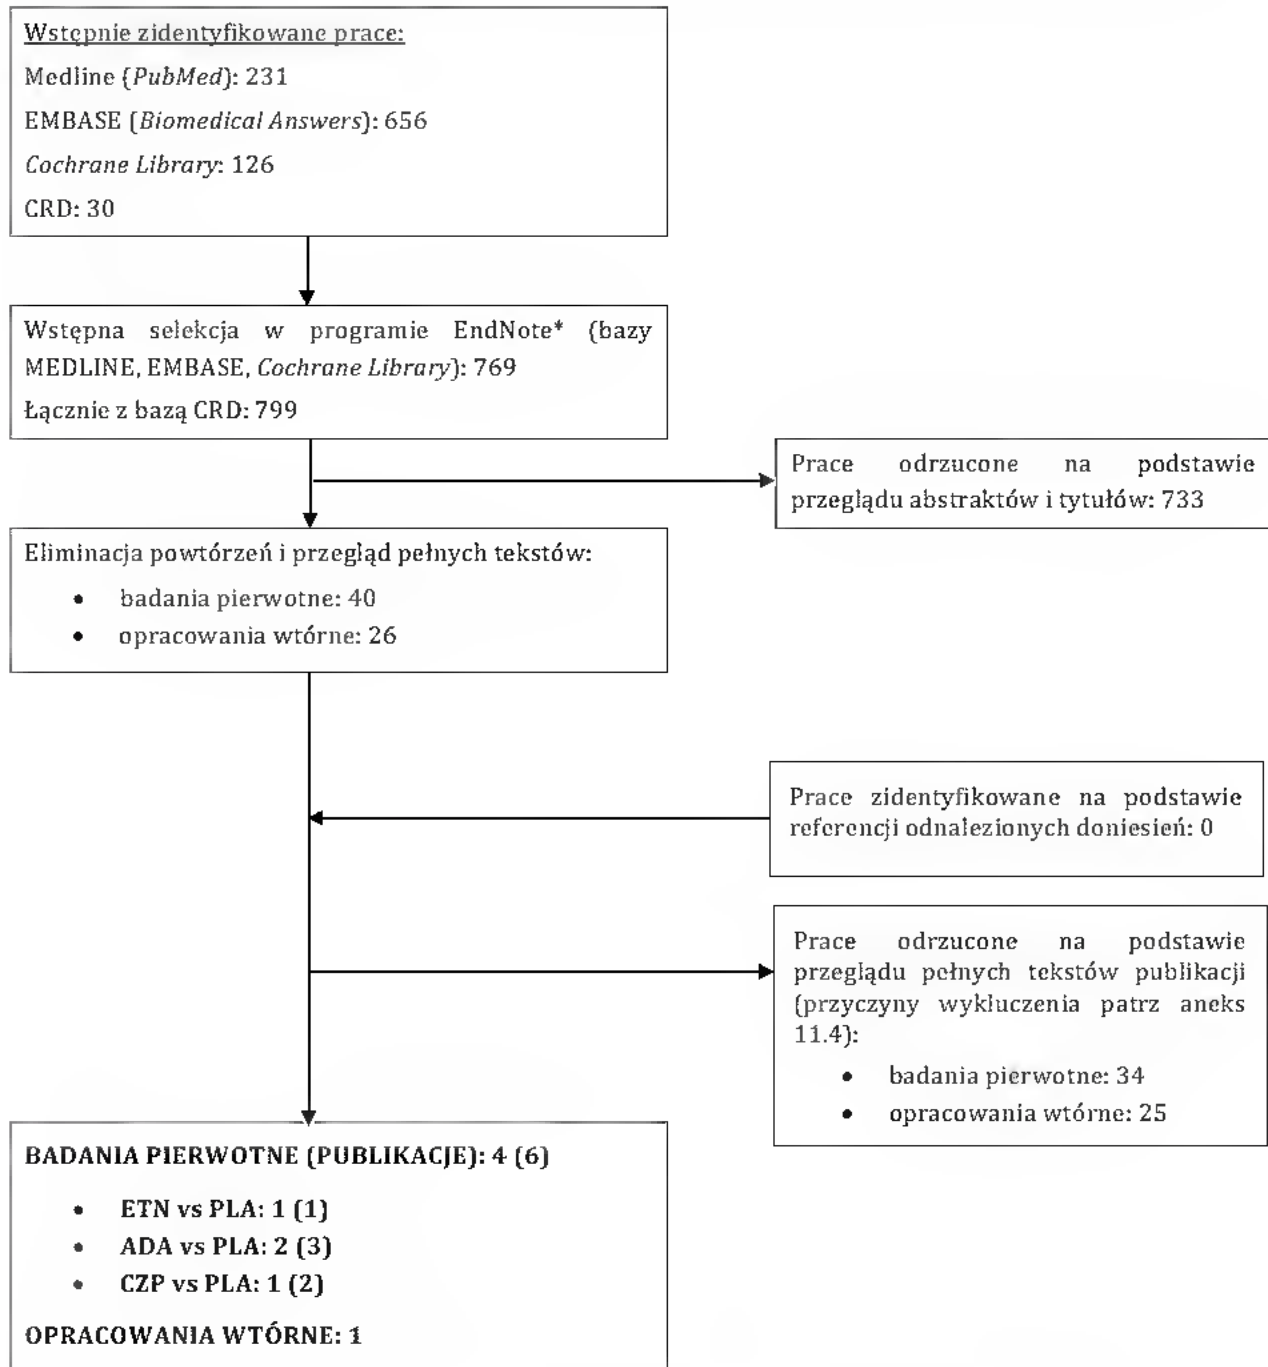 Wstępnie zidentyfikowane prace:
Medline (PubMed): 231
EMBASE (Biomedical Answers): 656
Cochrane Library: 126
CRD: 30
Wstępna selekcja w programie EndNote* (bazy
MEDLINE, EMBASE, Cochrane Library): 769
Łącznie z bazą CRD: 799
Prace odrzucone na podstawie
przeglądu abstraktów i tytułów: 733
Eliminacja powtórzeń i przegląd pełnych tekstów:
• badania pierwotne: 40
• opracowania wtórne: 26
Prace zidentyfikowane na podstawie
referencji odnalezionych doniesień: 0
Prace odrzucone na podstawie
przeglądu pełnych tekstów publikacji
(przyczyny wykluczenia patrz aneks
11.4):
• badania pierwotne: 34
• opracowania wtórne: 25
BADANIA PIERWOTNE (PUBLIKACJE): 4 (6)
• ETN vs PLA: 1 (1)
• ADA vs PLA: 2 (3)
• CZP vs PLA: 1 (2)
OPRACOWANIA WTÓRNE: 1